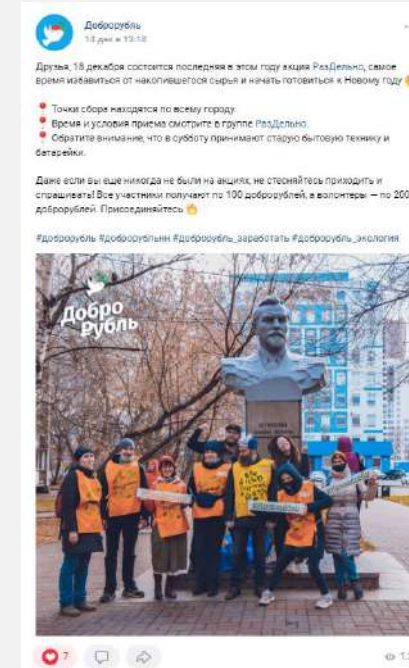 Доброрубль
14 дек в 13:18
Друзья, 18 декабря состоится последняя в этом году акция РазДельно, самое
время избавиться от накопившегося сырья и начать готовиться к Новому году
Точки сбора находятся по всему городу.
Время и условия приема смотрите в группе РазДельно.
Обратите внимание, что в субботу принимают старую бытовую технику и
батарейки.
Даже если вы еще никогда не были на акциях, не стесняйтесь приходить и
спрашивать! Все участники получают по 100 доброрублей, а волонтеры — по 200
доброрублей. Присоединяйтесь
#доброрубль #доброрубльнн #доброрубль_заработать #доброрубль_экология
Добро
Рубль
7